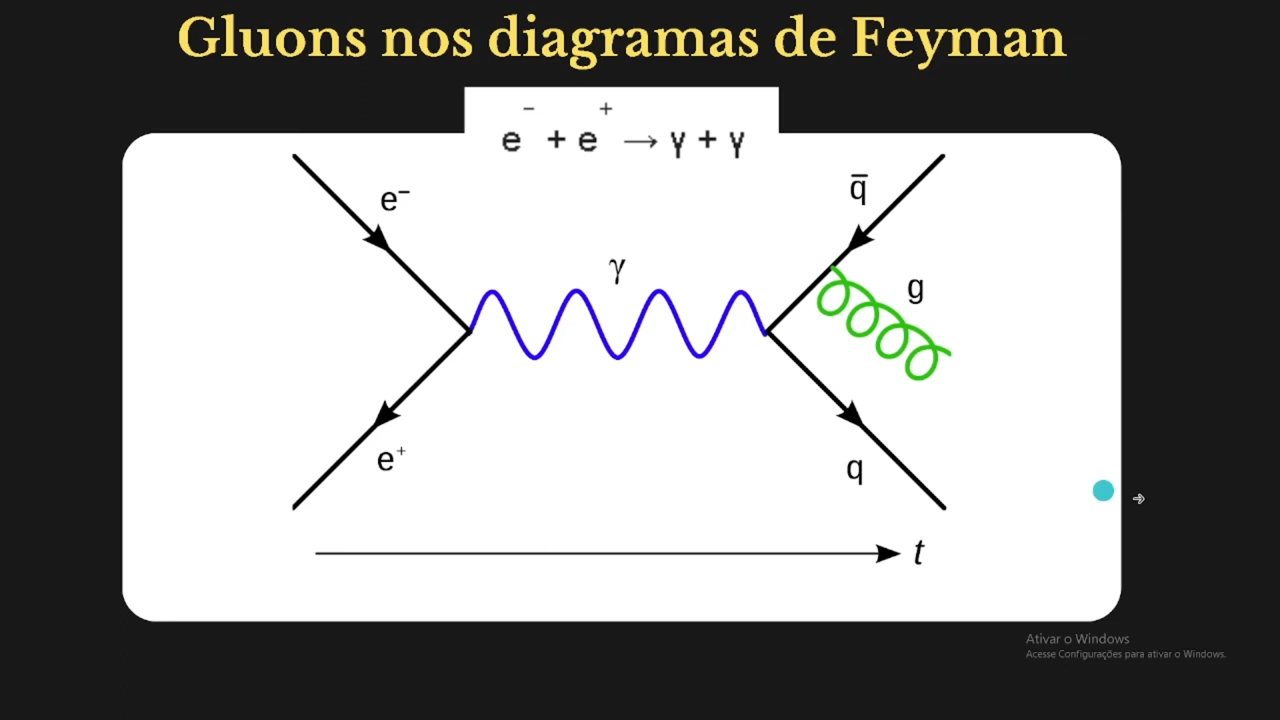 Gluons nos diagramas de Feyman
e⁻ + e⁺ → γ + γ
e⁻
q̅
γ
g
e⁺
q
t
Ativar o Windows
Acesse Configurações para ativar o Windows.